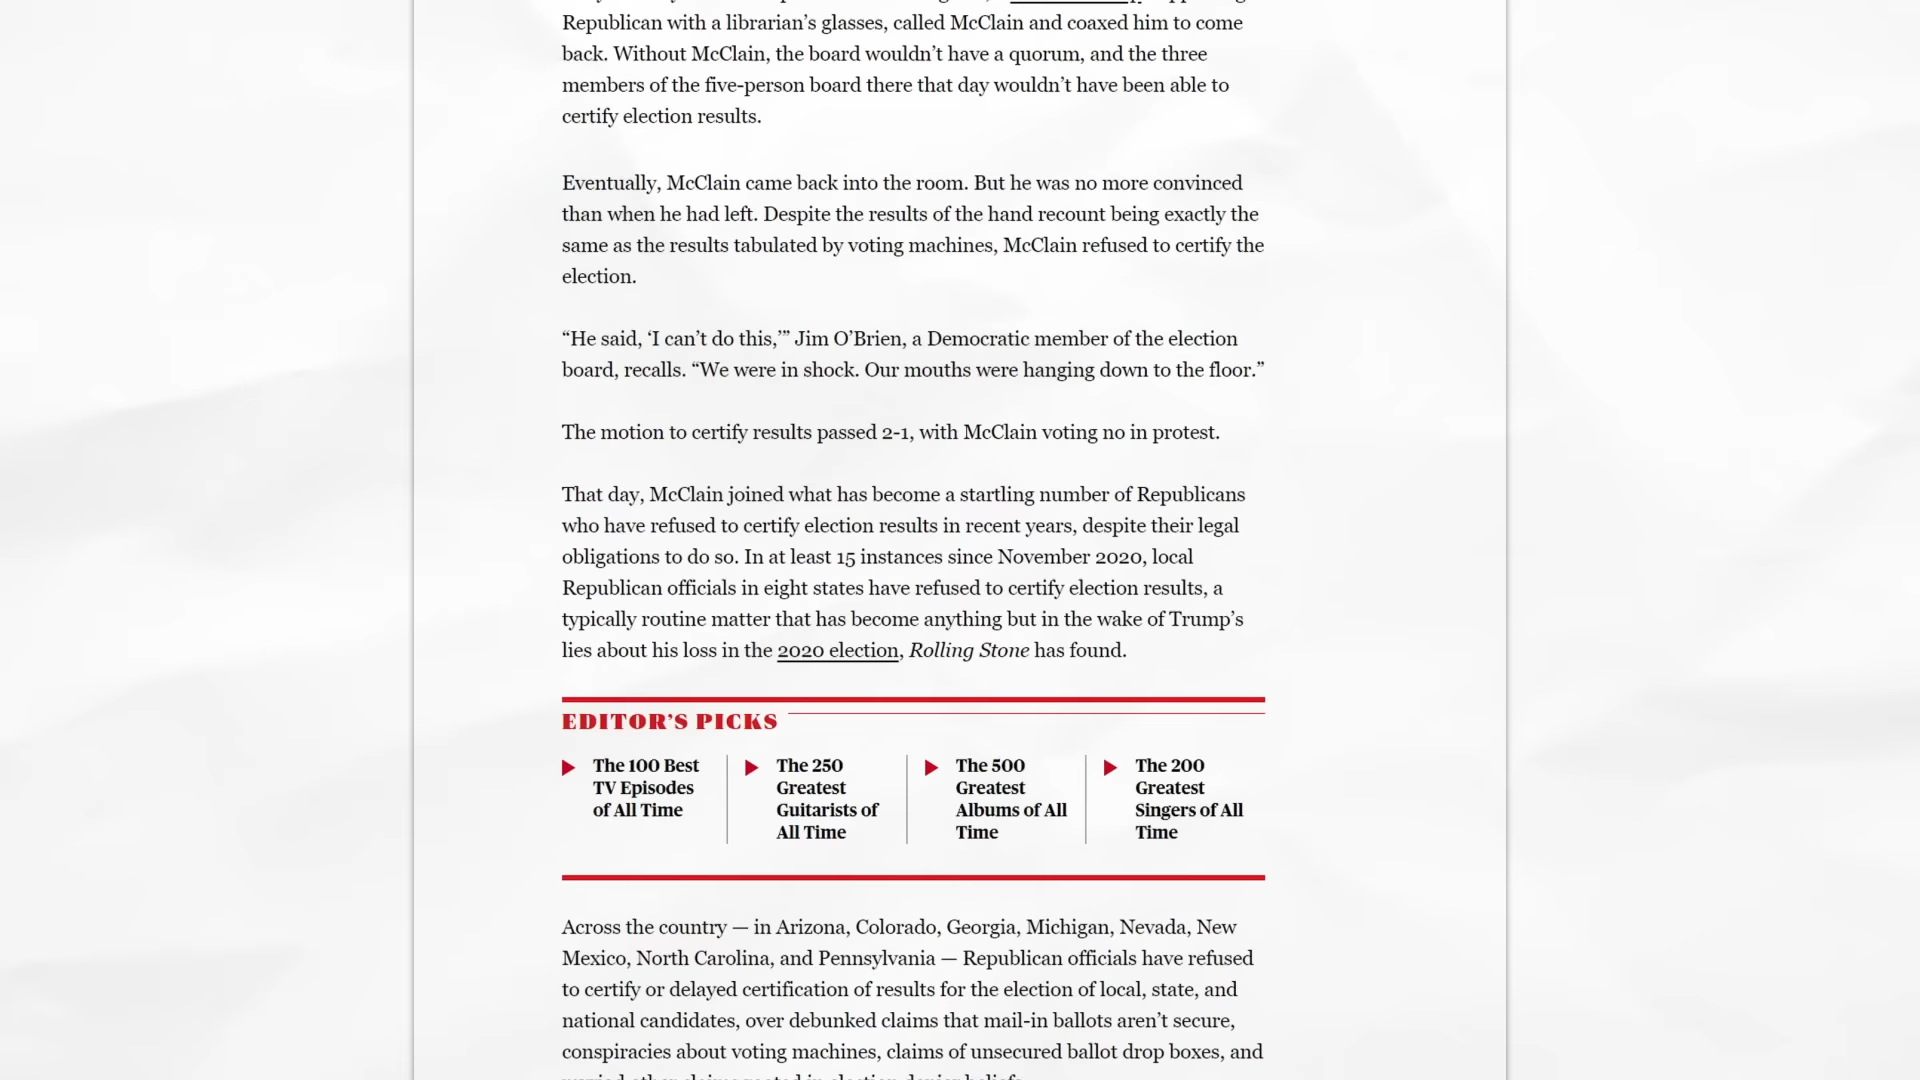 Republican with a librarian’s glasses, called McClain and coaxed him to come
back. Without McClain, the board wouldn’t have a quorum, and the three
members of the five-person board there that day wouldn’t have been able to
certify election results.
Eventually, McClain came back into the room. But he was no more convinced
than when he had left. Despite the results of the hand recount being exactly the
same as the results tabulated by voting machines, McClain refused to certify the
election.
“He said, ‘I can’t do this,’” Jim O’Brien, a Democratic member of the election
board, recalls. “We were in shock. Our mouths were hanging down to the floor.”
The motion to certify results passed 2-1, with McClain voting no in protest.
That day, McClain joined what has become a startling number of Republicans
who have refused to certify election results in recent years, despite their legal
obligations to do so. In at least 15 instances since November 2020, local
Republican officials in eight states have refused to certify election results, a
typically routine matter that has become anything but in the wake of Trump’s
lies about his loss in the 2020 election, Rolling Stone has found.
EDITOR’S PICKS
The 100 Best
TV Episodes
of All Time
The 250
Greatest
Guitarists of
All Time
The 500
Greatest
Albums of All
Time
The 200
Greatest
Singers of All
Time
Across the country — in Arizona, Colorado, Georgia, Michigan, Nevada, New
Mexico, North Carolina, and Pennsylvania — Republican officials have refused
to certify or delayed certification of results for the election of local, state, and
national candidates, over debunked claims that mail-in ballots aren’t secure,
conspiracies about voting machines, claims of unsecured ballot drop boxes, and